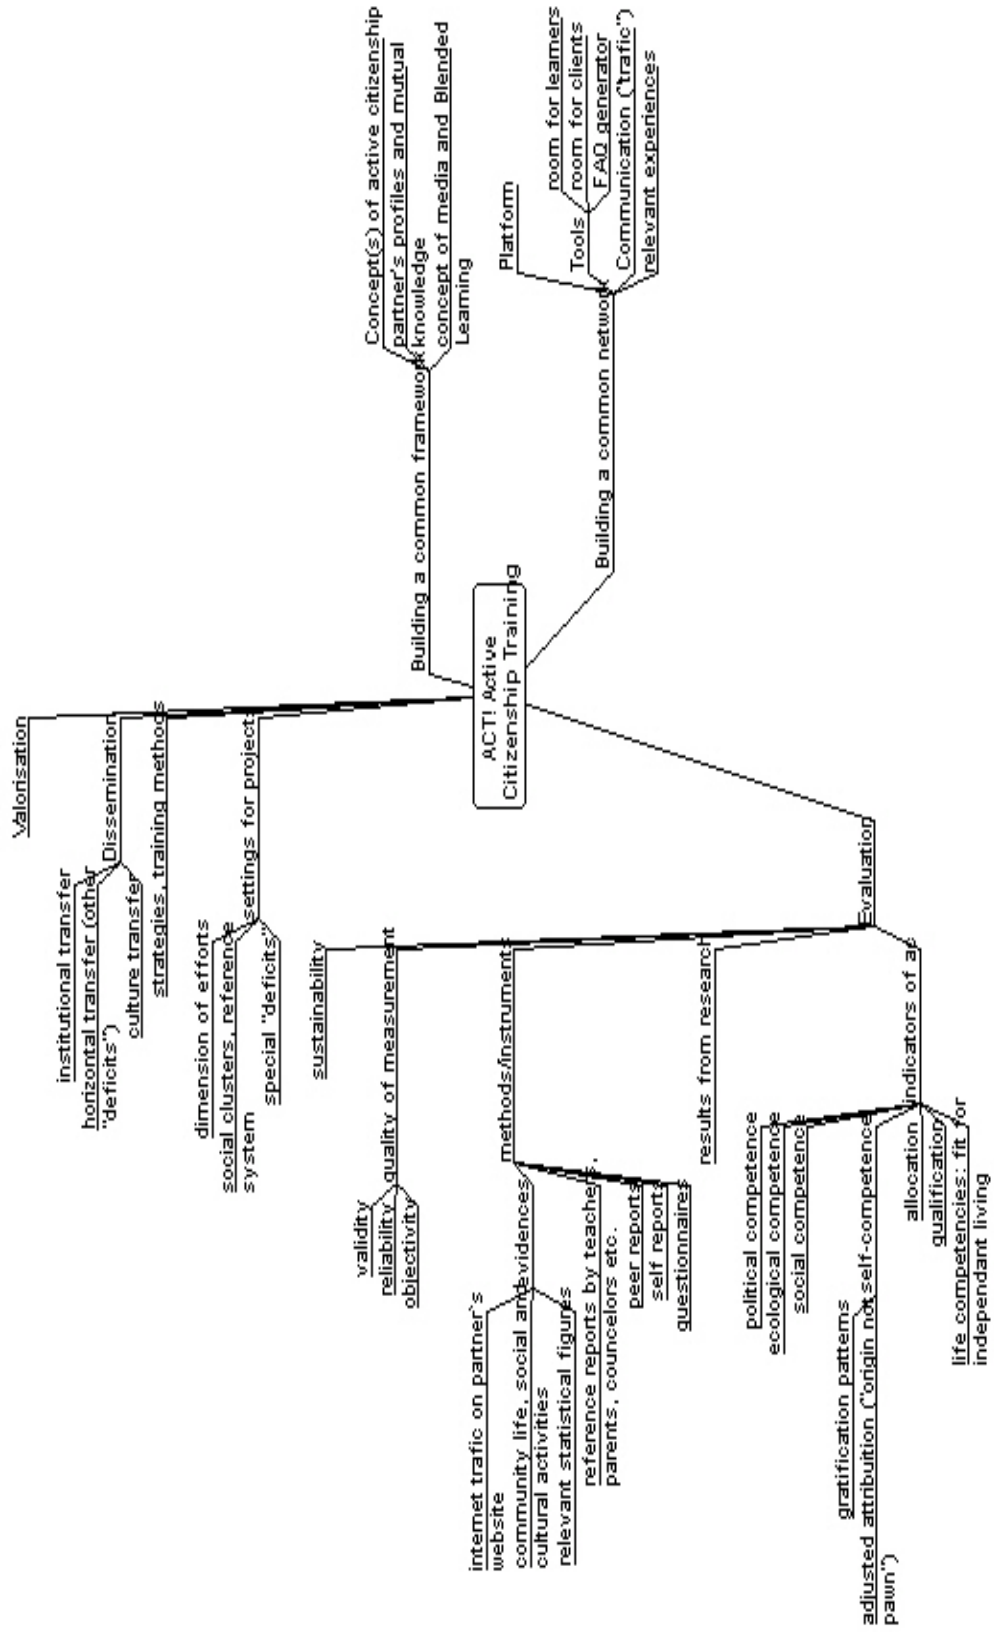 ACT! Active
Citizenship Training
Building a common framework
Concept(s) of active citizenship
partner's profiles and mutual
knowledge
concept of media and Blended
Learning
Building a common network
Platform
Tools
room for learners
room for clients
FAQ generator
Communication ("trafic")
relevant experiences
Valorisation
Dissemination
institutional transfer
horizontal transfer (other
"deficits")
culture transfer
strategies, training methods
settings for projects
dimension of efforts
social clusters, reference
system
special "deficits"
Evaluation
sustainability
quality of measurement
validity
reliability
objectivity
methods/instruments
evidences
internet trafic on partner's
website
community life, social and
cultural activities
relevant statistical figures
reference reports by teachers,
parents, councelors etc.
peer reports
self reports
questionnaires
results from research
indicators of
political competence
ecological competence
social competence
self-competence
gratification patterns
adjusted attribuition ("origin not
pawn")
allocation
qualification
life competencies: fit for
independant living